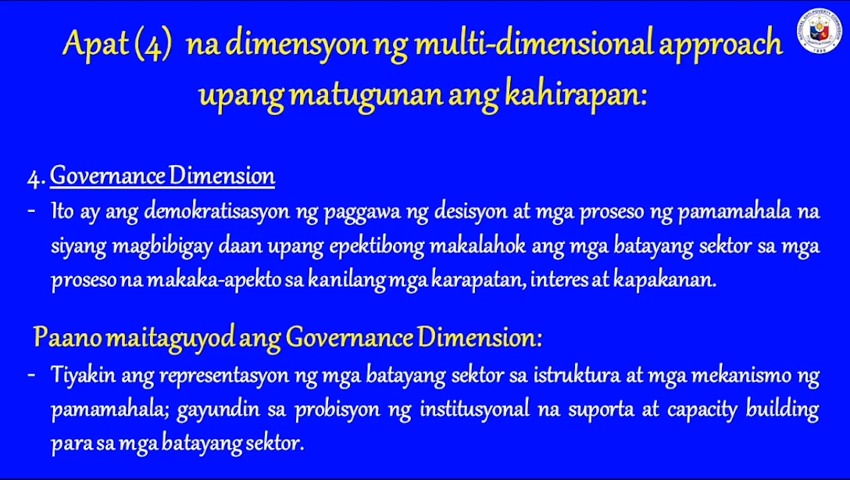 Apat (4) na dimensyon ng multi-dimensional approach
upang matugunan ang kahirapan:
4. Governance Dimension
- Ito ay ang demokratisasyon ng paggawa ng desisyon at mga proseso ng pamamahala na
siyang magbibigay daan upang epektibong makalahok ang mga batayang sektor sa mga
proseso na makaka-apekto sa kanilang mga karapatan, interes at kapakanan.
Paano maitaguyod ang Governance Dimension:
- Tiyakin ang representasyon ng mga batayang sektor sa istruktura at mga mekanismo ng
pamamahala; gayundin sa probisyon ng institusyonal na suporta at capacity building
para sa mga batayang sektor.